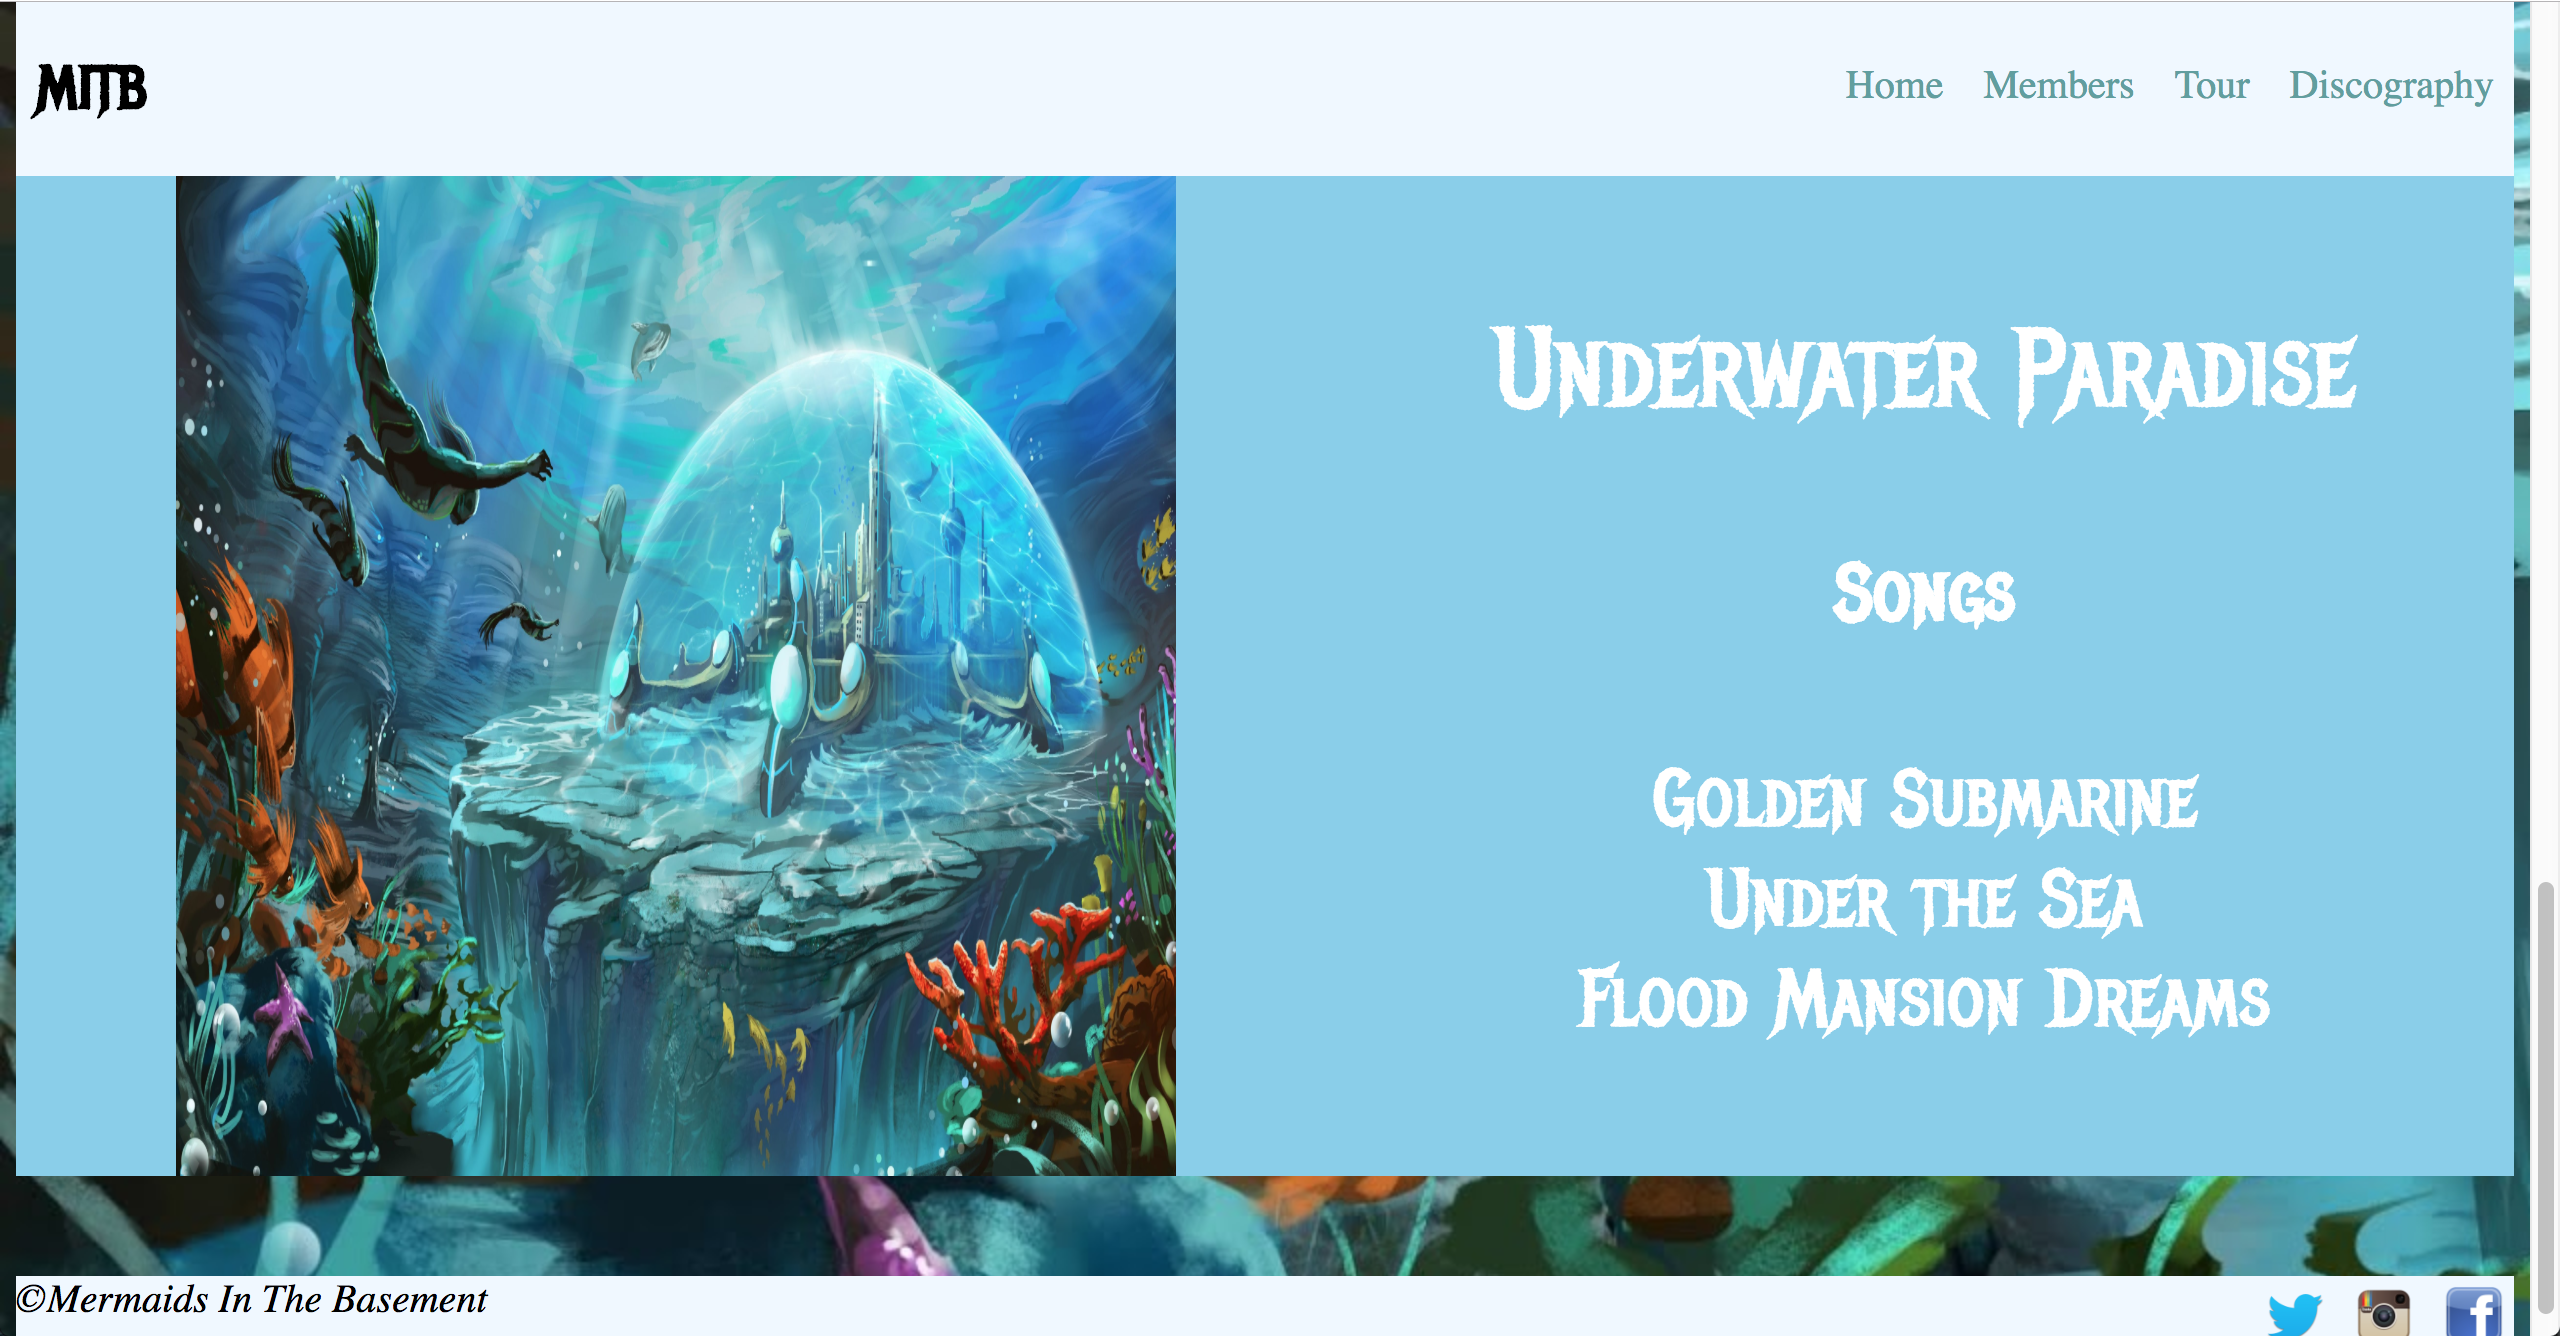 MITB
Home Members Tour Discography
Underwater Paradise
Songs
Golden Submarine
Under the Sea
Flood Mansion Dreams
©Mermaids In The Basement